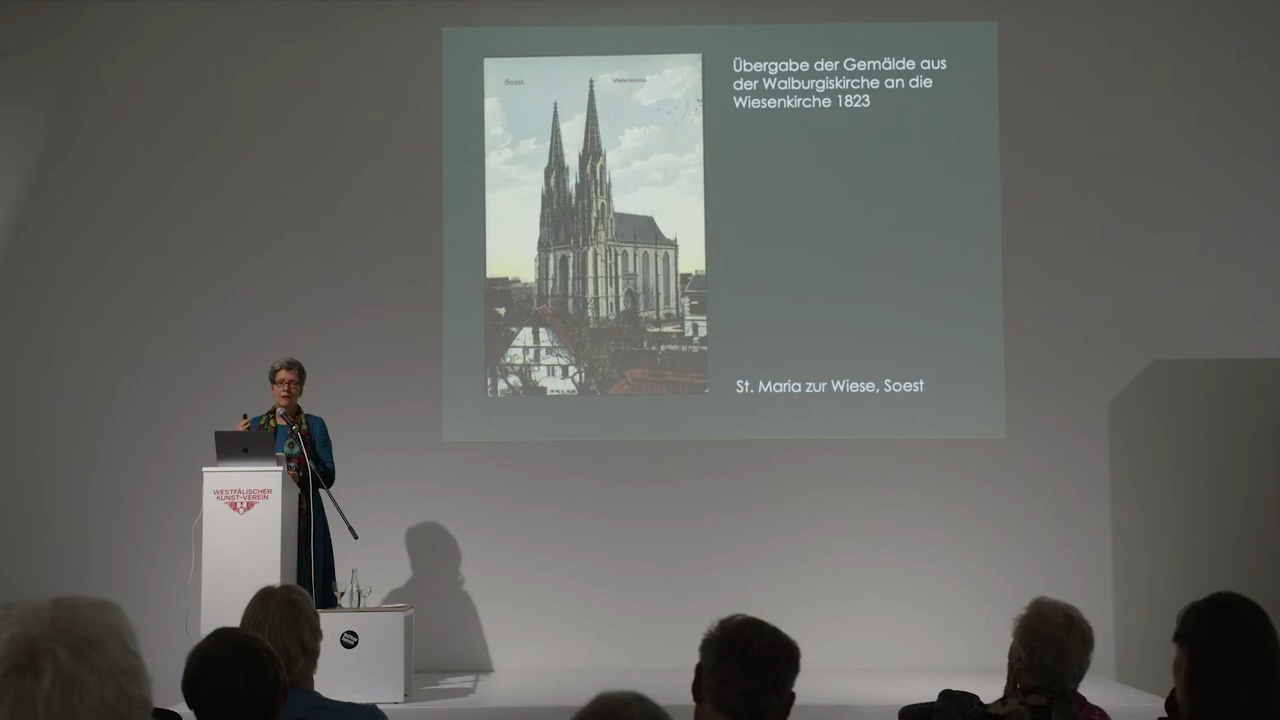 Soest.
Wiesenkirche.
Übergabe der Gemälde aus
der Walburgiskirche an die
Wiesenkirche 1823
St. Maria zur Wiese, Soest
WESTFÄLISCHER
KUNST-VEREIN